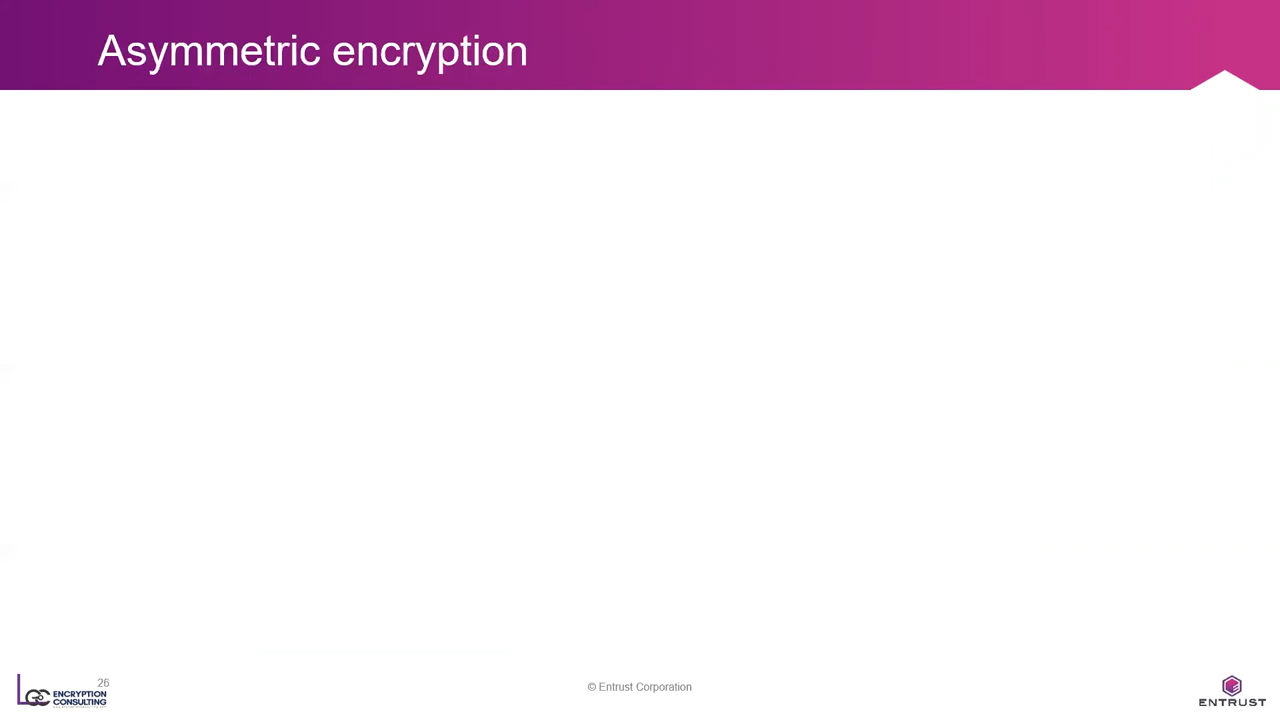 Asymmetric encryption
26
ENCRYPTION
CONSULTING
© Entrust Corporation
ENTRUST